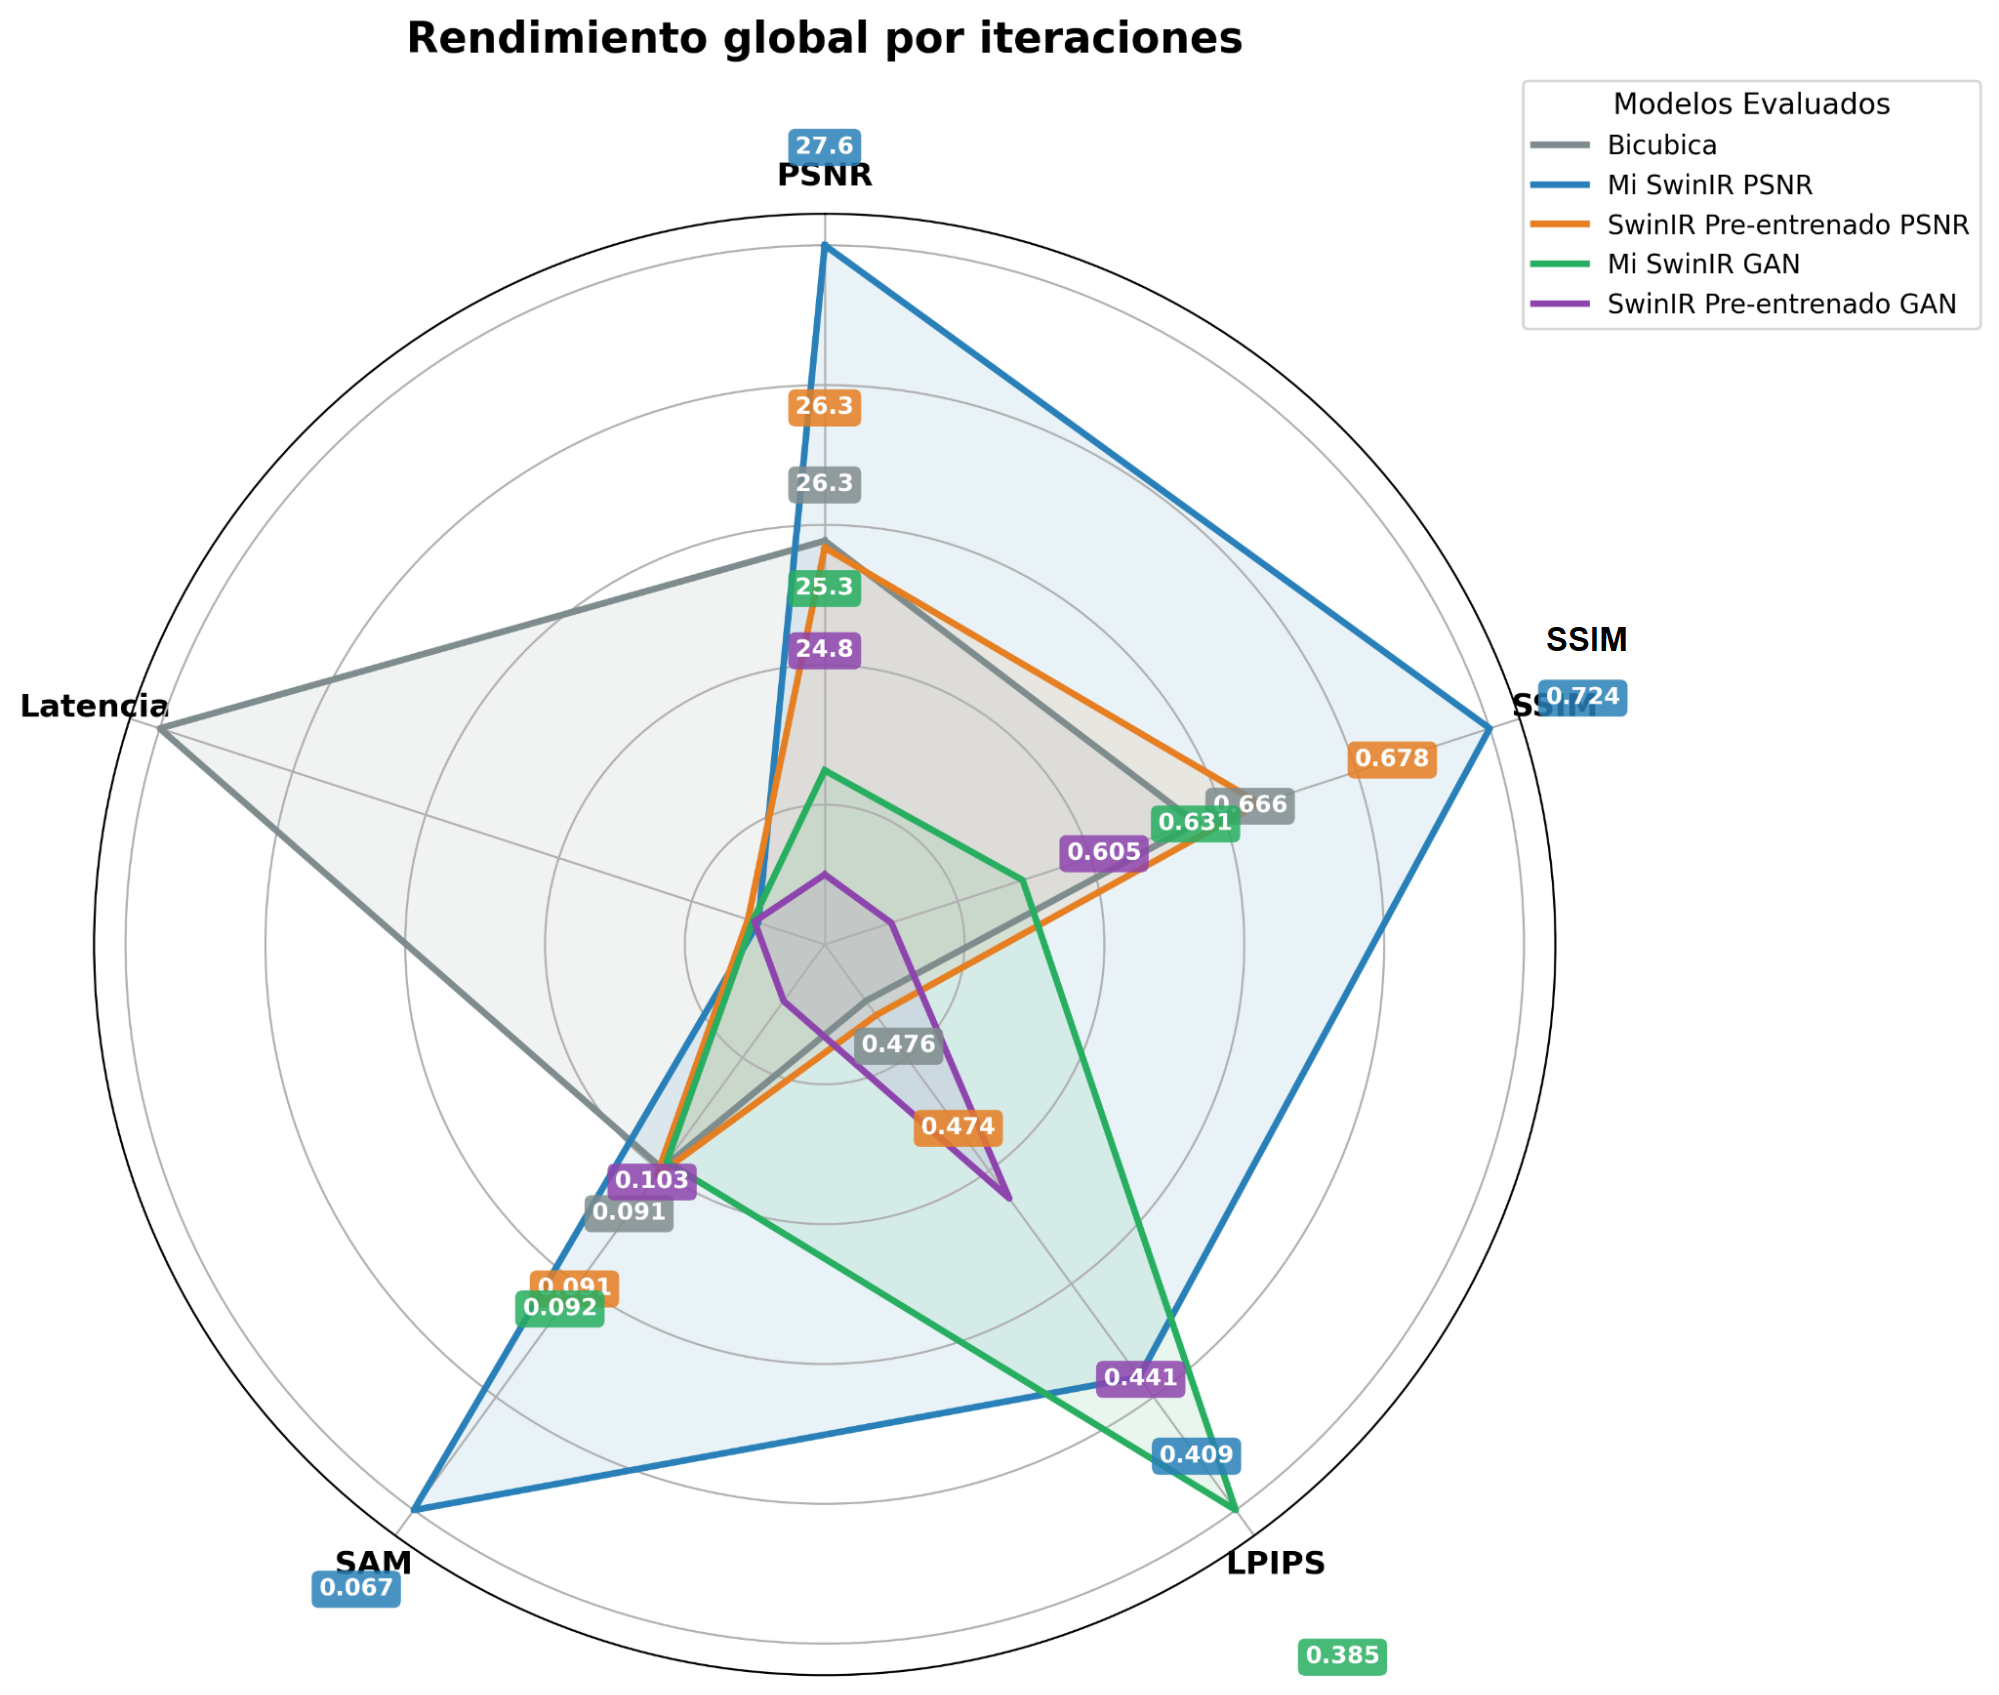 Rendimiento global por iteraciones
Modelos Evaluados
Bicubica
Mi SwinIR PSNR
SwinIR Pre-entrenado PSNR
Mi SwinIR GAN
SwinIR Pre-entrenado GAN
27.6
PSNR
26.3
26.3
25.3
24.8
SSIM
SSIM
0.724
Latencia
0.678
0.666
0.631
0.605
0.476
0.474
0.103
0.091
0.091
0.092
0.441
0.409
SAM
0.067
LPIPS
0.385